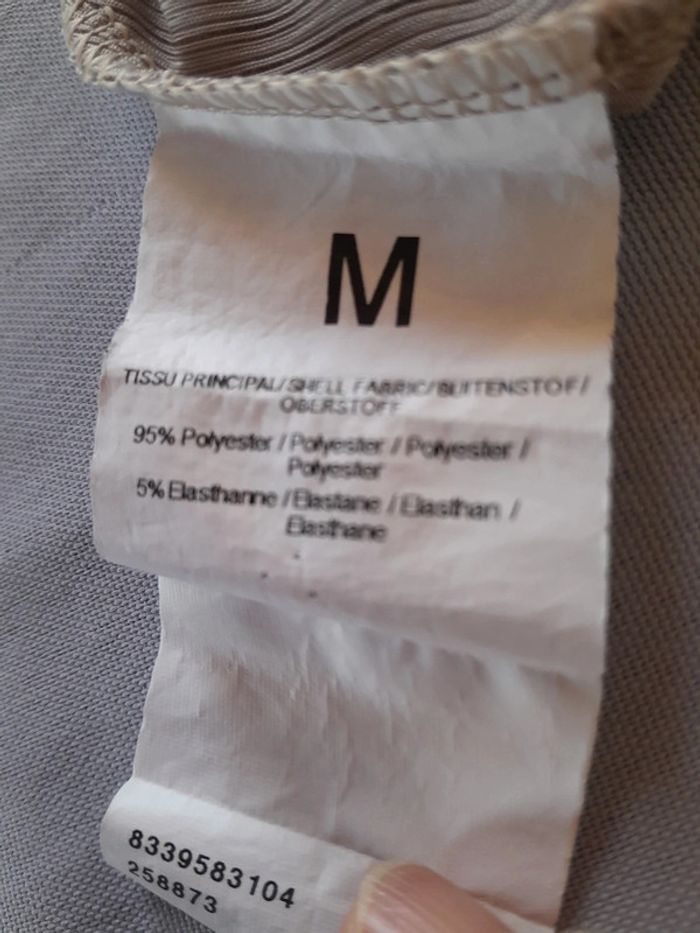 M
TISSU PRINCIPAL/SHELL FABRIC/BUITENSTOF/
OBERSTOFF
95% Polyester / Polyester / Polyester /
Polyester
5% Elasthanne / Elastane / Elasthan /
Elasthane
8339583104
258873